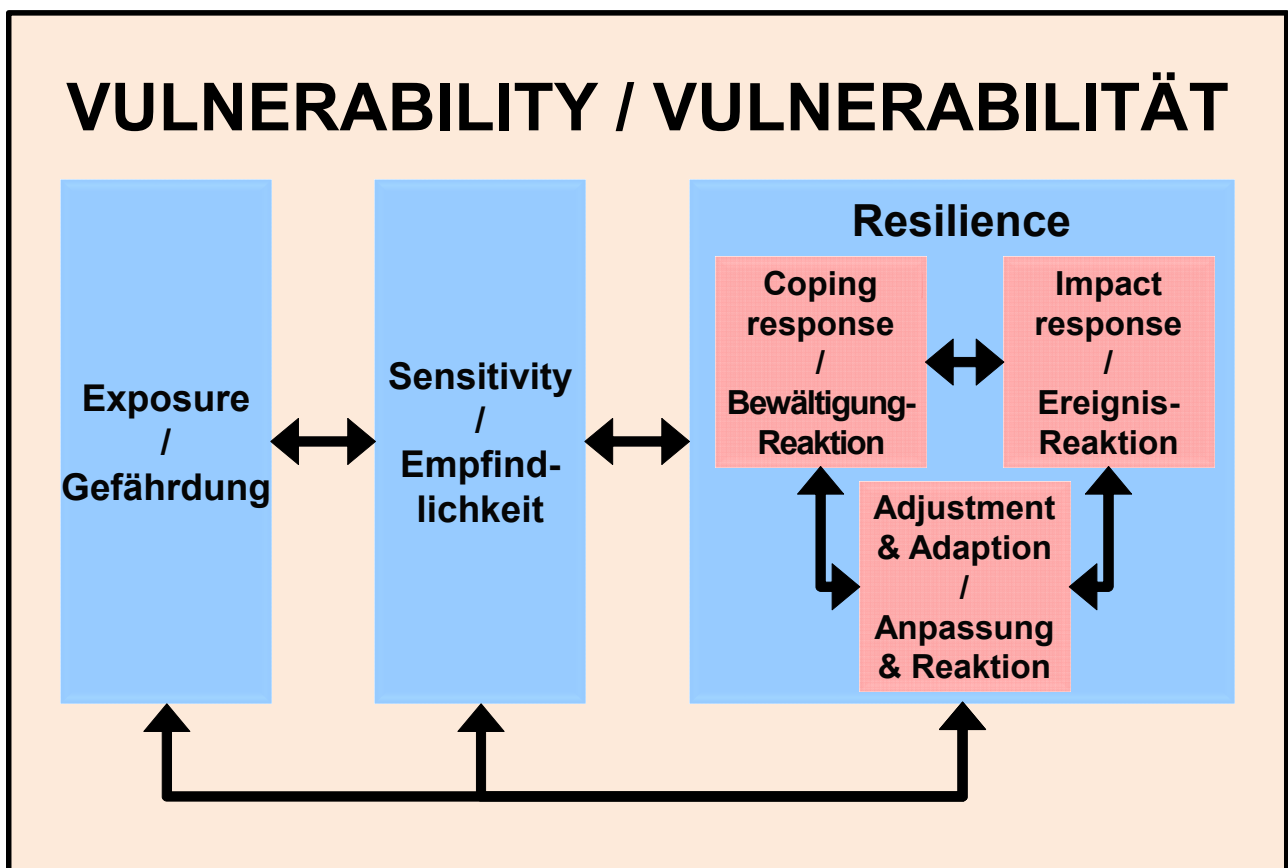 VULNERABILITY / VULNERABILITÄT
Exposure
/
Gefährdung
Sensitivity
/
Empfind-
lichkeit
Resilience
Coping
response
/
Bewältigung-
Reaktion
Impact
response
/
Ereignis-
Reaktion
Adjustment
& Adaption
/
Anpassung
& Reaktion